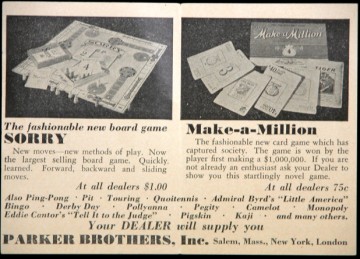 SORRY
Make-a-Million
The fashionable new board game
SORRY
New moves—new methods of play. Now
the largest selling board game. Quickly
learned. Forward, backward and sliding
moves.
At all dealers $1.00
Make-a-Million
The fashionable new card game which has
captured society. The game is won by the
player first making a $1,000,000. If you are
not already an enthusiast ask your Dealer to
show you this startlingly novel game.
At all dealers 75c
Also Ping-Pong · Pit · Touring · Quoitennis · Admiral Byrd's "Little America"
Bingo · Derby Day · Pollyanna · Pegity · Camelot · Monopoly
Eddie Cantor's "Tell It to the Judge" · Pigskin · Kaji · and many others.
Your DEALER will supply you
PARKER BROTHERS, Inc. Salem, Mass., New York, London